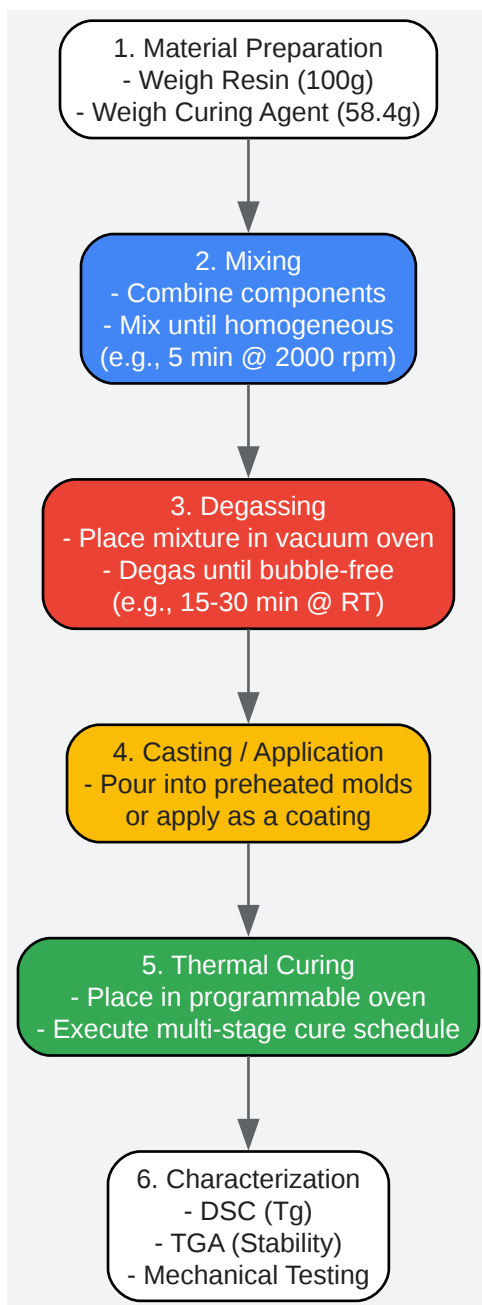 1. Material Preparation
- Weigh Resin (100g)
- Weigh Curing Agent (58.4g)
2. Mixing
- Combine components
- Mix until homogeneous
(e.g., 5 min @ 2000 rpm)
3. Degassing
- Place mixture in vacuum oven
- Degas until bubble-free
(e.g., 15-30 min @ RT)
4. Casting / Application
- Pour into preheated molds
or apply as a coating
5. Thermal Curing
- Place in programmable oven
- Execute multi-stage cure schedule
6. Characterization
- DSC (Tg)
- TGA (Stability)
- Mechanical Testing